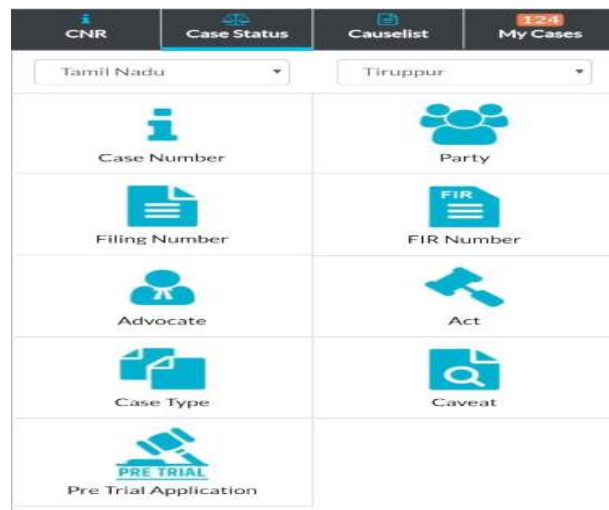 CNR
Case Status
Causelist
124
My Cases
Tamil Nadu
Tiruppur
Case Number
Party
Filing Number
FIR
FIR Number
Advocate
Act
Case Type
Caveat
PRE TRIAL
Pre Trial Application